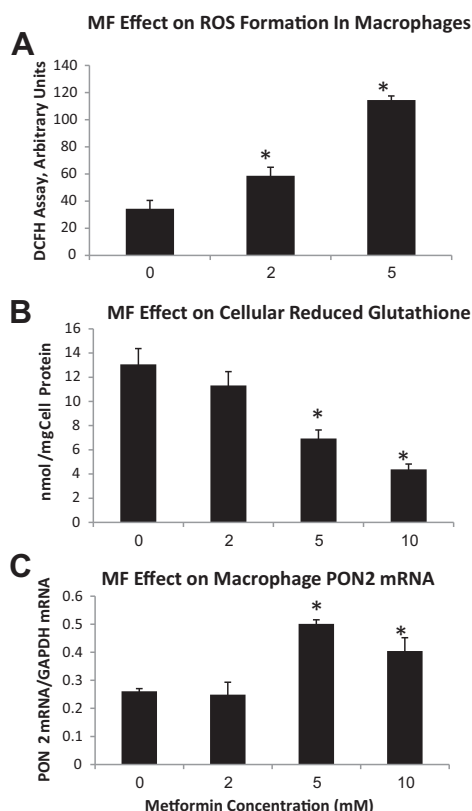 MF Effect on ROS Formation In Macrophages
A
DCFH Assay, Arbitrary Units
140
120
100
80
60
40
20
0
*
*
0 2 5
B
MF Effect on Cellular Reduced Glutathione
nmol/mgCell Protein
16
14
12
10
8
6
4
2
0
*
*
0 2 5 10
C
MF Effect on Macrophage PON2 mRNA
PON 2 mRNA/GAPDH mRNA
0.6
0.5
0.4
0.3
0.2
0.1
0
*
*
0 2 5 10
Metformin Concentration (mM)